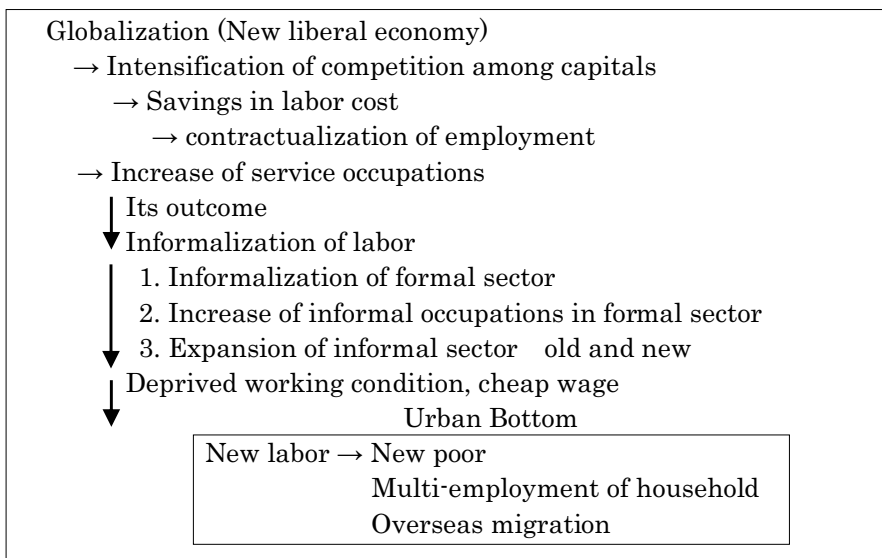 Globalization (New liberal economy)
→ Intensification of competition among capitals
→ Savings in labor cost
→ contractualization of employment
→ Increase of service occupations
Its outcome
Informalization of labor
1. Informalization of formal sector
2. Increase of informal occupations in formal sector
3. Expansion of informal sector old and new
Deprived working condition, cheap wage
Urban Bottom
New labor → New poor
Multi-employment of household
Overseas migration